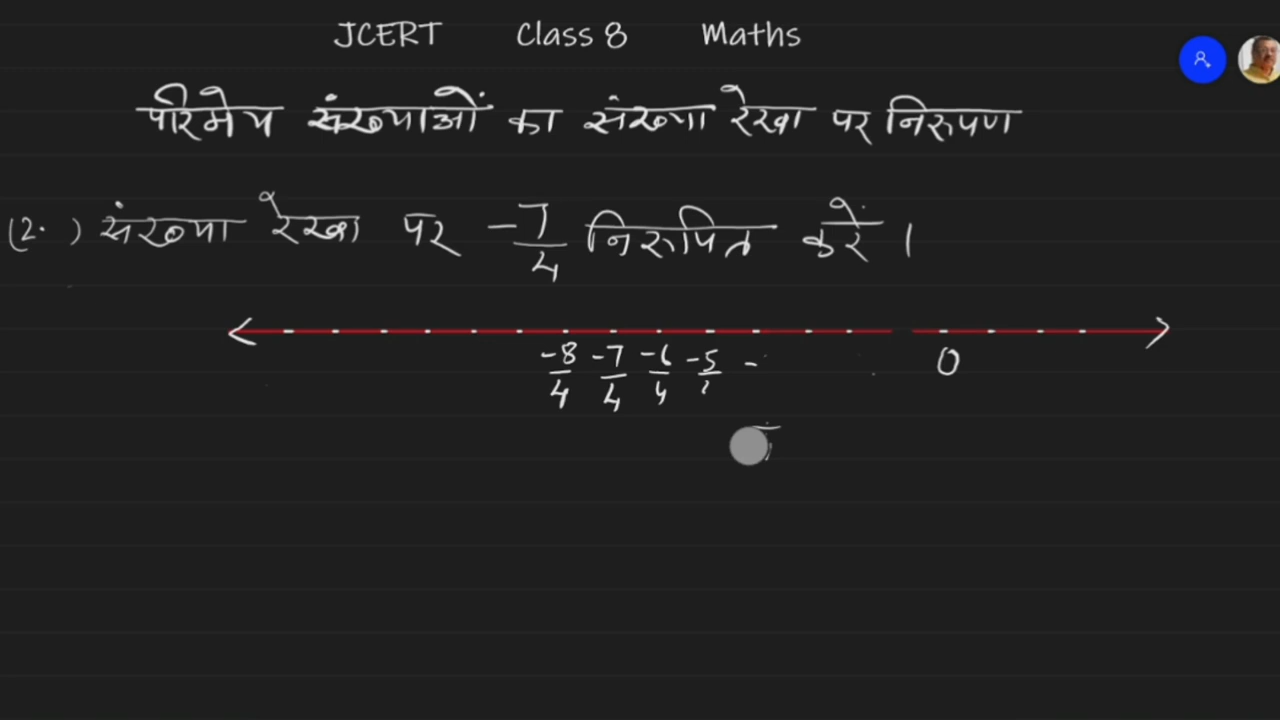 JCERT Class 8 Maths
परिमेय संख्याओं का संख्या रेखा पर निरुपण
(2.) संख्या रेखा पर -7/4 निरुपित करें ।
-8/4 -7/4 -6/4 -5/ - 0